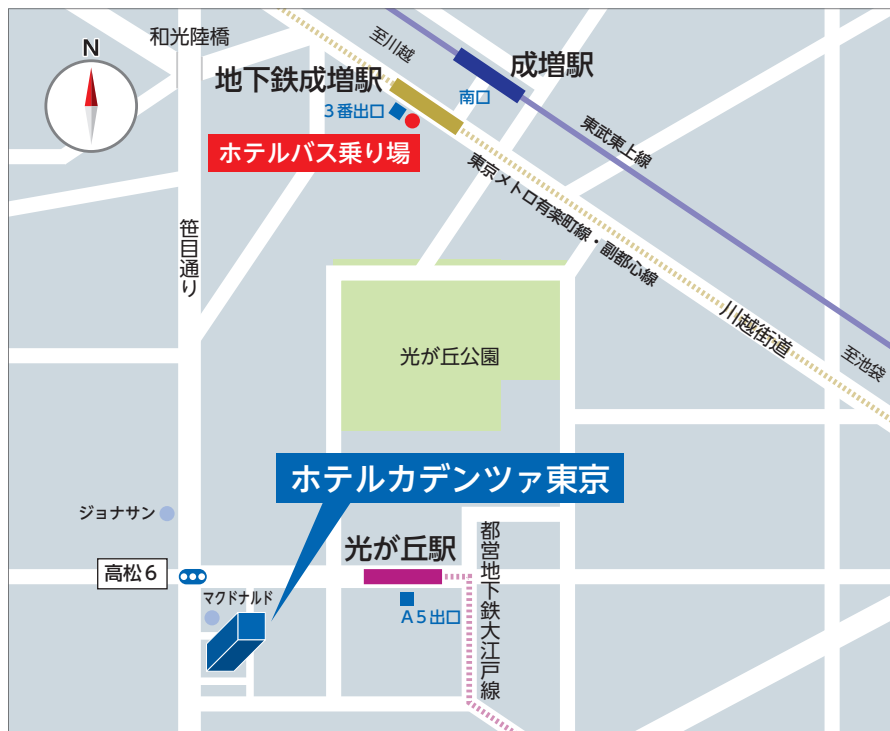 N
和光陸橋
至川越
成増駅
地下鉄成増駅
南口
3番出口
ホテルバス乗り場
東武東上線
東京メトロ有楽町線・副都心線
笹目通り
川越街道
至池袋
光が丘公園
ホテルカデンツァ東京
ジョナサン
光が丘駅
都営地下鉄大江戸線
高松6
マクドナルド
A5出口